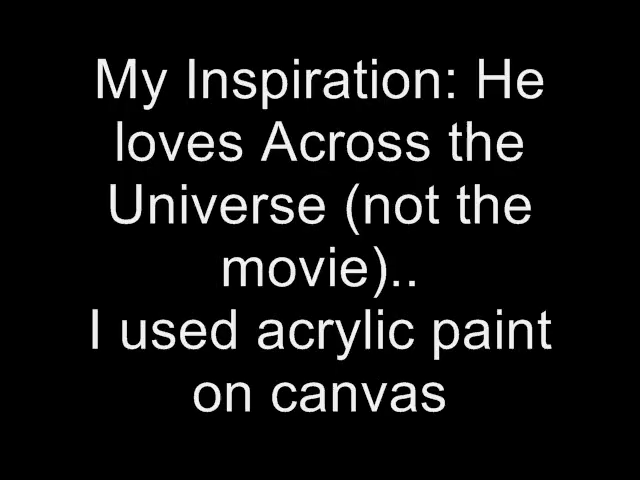 My Inspiration: He
loves Across the
Universe (not the
movie)..
I used acrylic paint
on canvas